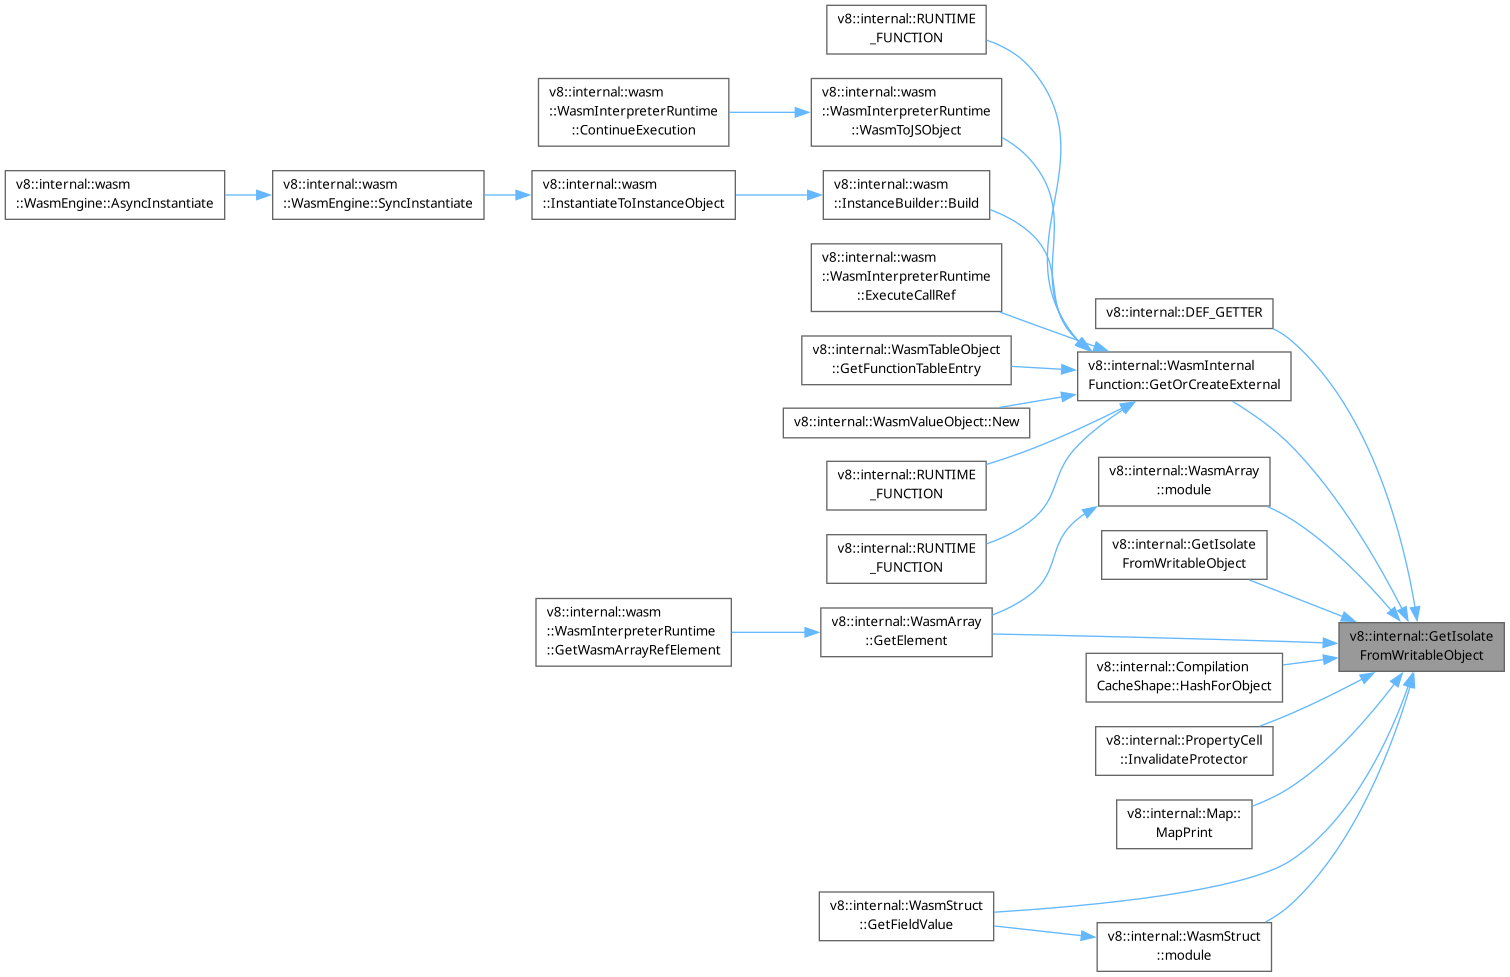 v8::internal::RUNTIME
_FUNCTION
v8::internal::wasm
::WasmInterpreterRuntime
::ContinueExecution
v8::internal::wasm
::WasmInterpreterRuntime
::WasmToJSObject
v8::internal::wasm
::WasmEngine::AsyncInstantiate
v8::internal::wasm
::WasmEngine::SyncInstantiate
v8::internal::wasm
::InstantiateToInstanceObject
v8::internal::wasm
::InstanceBuilder::Build
v8::internal::wasm
::WasmInterpreterRuntime
::ExecuteCallRef
v8::internal::DEF_GETTER
v8::internal::WasmTableObject
::GetFunctionTableEntry
v8::internal::WasmInternal
Function::GetOrCreateExternal
v8::internal::WasmValueObject::New
v8::internal::RUNTIME
_FUNCTION
v8::internal::WasmArray
::module
v8::internal::RUNTIME
_FUNCTION
v8::internal::GetIsolate
FromWritableObject
v8::internal::wasm
::WasmInterpreterRuntime
::GetWasmArrayRefElement
v8::internal::WasmArray
::GetElement
v8::internal::GetIsolate
FromWritableObject
v8::internal::Compilation
CacheShape::HashForObject
v8::internal::PropertyCell
::InvalidateProtector
v8::internal::Map::
MapPrint
v8::internal::WasmStruct
::GetFieldValue
v8::internal::WasmStruct
::module